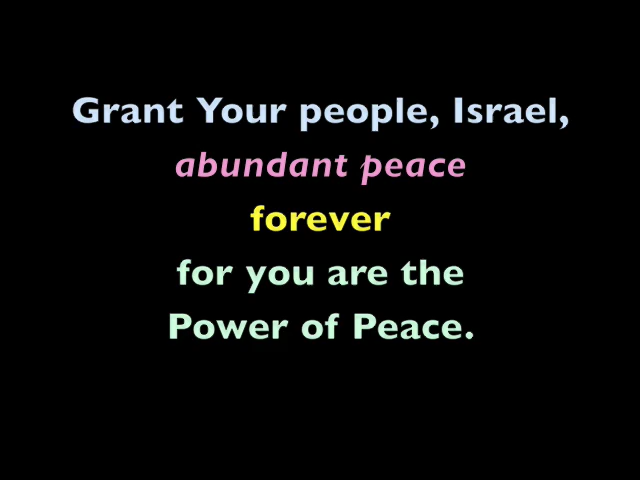 Grant Your people, Israel,
abundant peace
forever
for you are the
Power of Peace.